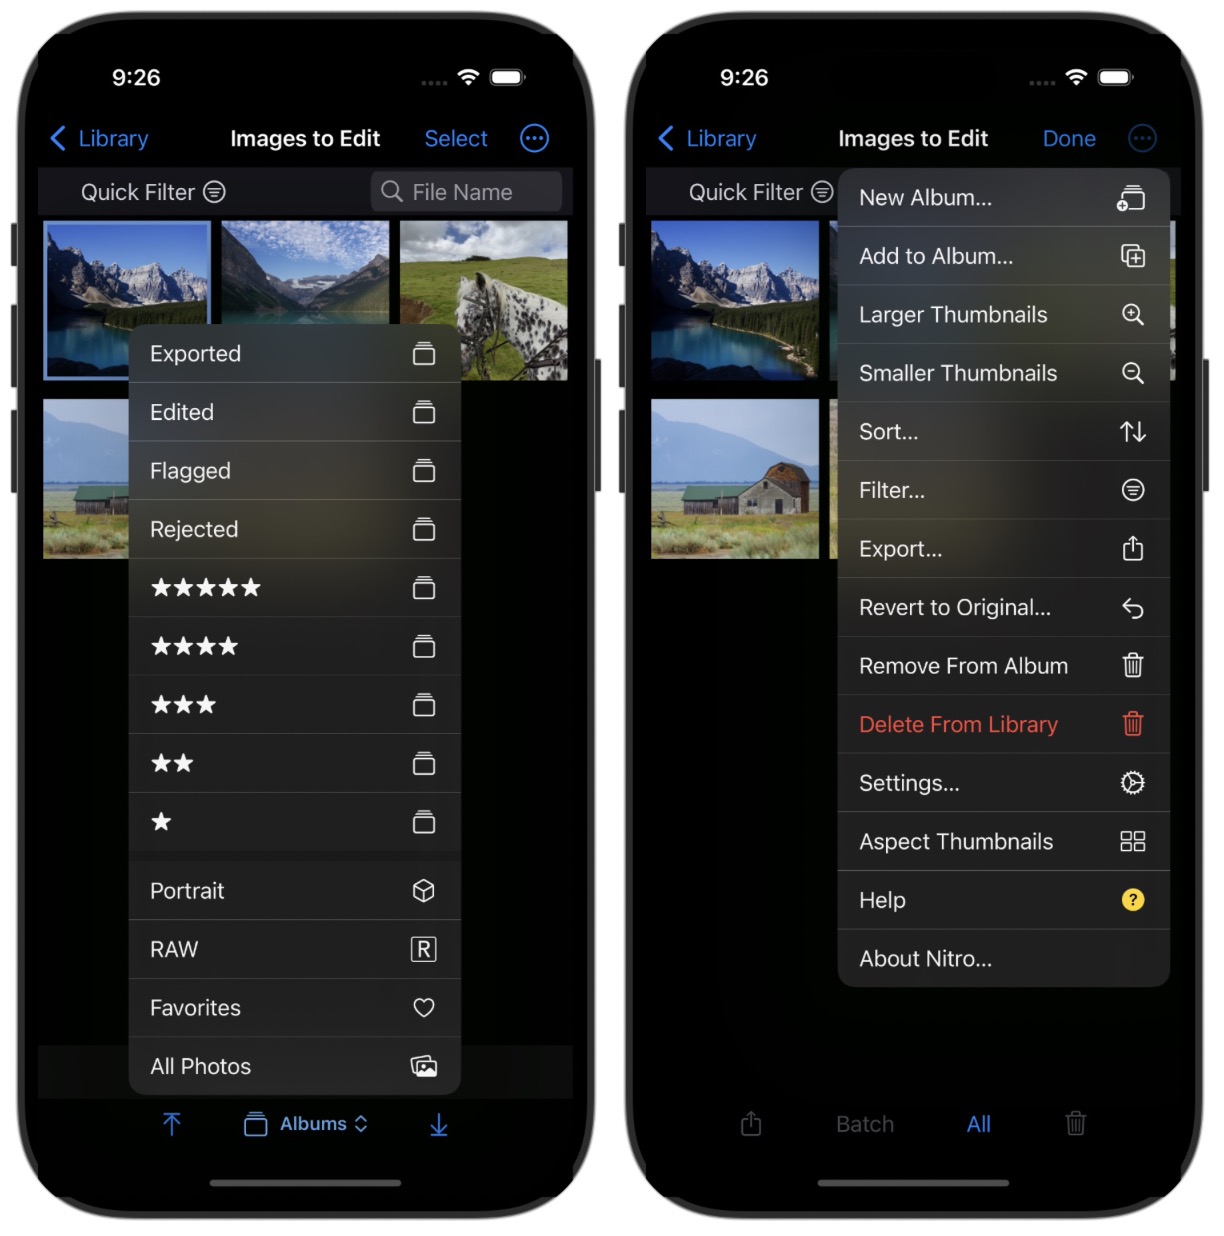 9:26
Library
Images to Edit
Select
Quick Filter
File Name
Exported
Edited
Flagged
Rejected
★★★★★
★★★★
★★★
★★
★
Portrait
RAW
R
Favorites
All Photos
Albums
9:26
Library
Images to Edit
Done
Quick Filter
New Album...
Add to Album...
Larger Thumbnails
Smaller Thumbnails
Sort...
Filter...
Export...
Revert to Original...
Remove From Album
Delete From Library
Settings...
Aspect Thumbnails
Help
?
About Nitro...
Batch
All